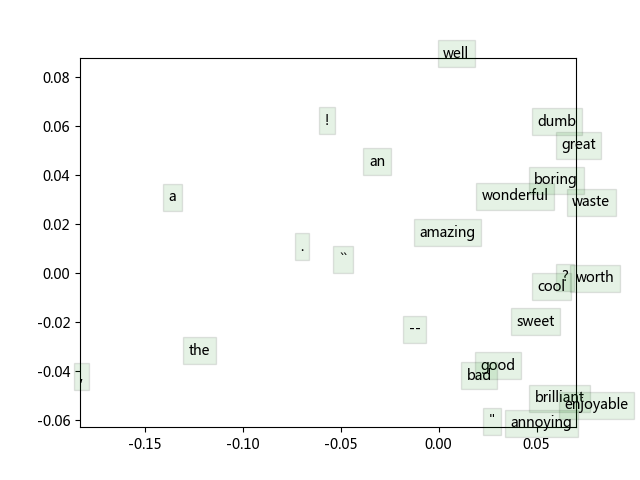 well
0.08
0.06
0.04
0.02
0.00
-0.02
-0.04
-0.06
!
dumb
great
an
boring
a
wonderful
waste
amazing
.
``
?
worth
cool
--
sweet
the
,
good
bad
brilliant
enjoyable
"
annoying
-0.15
-0.10
-0.05
0.00
0.05